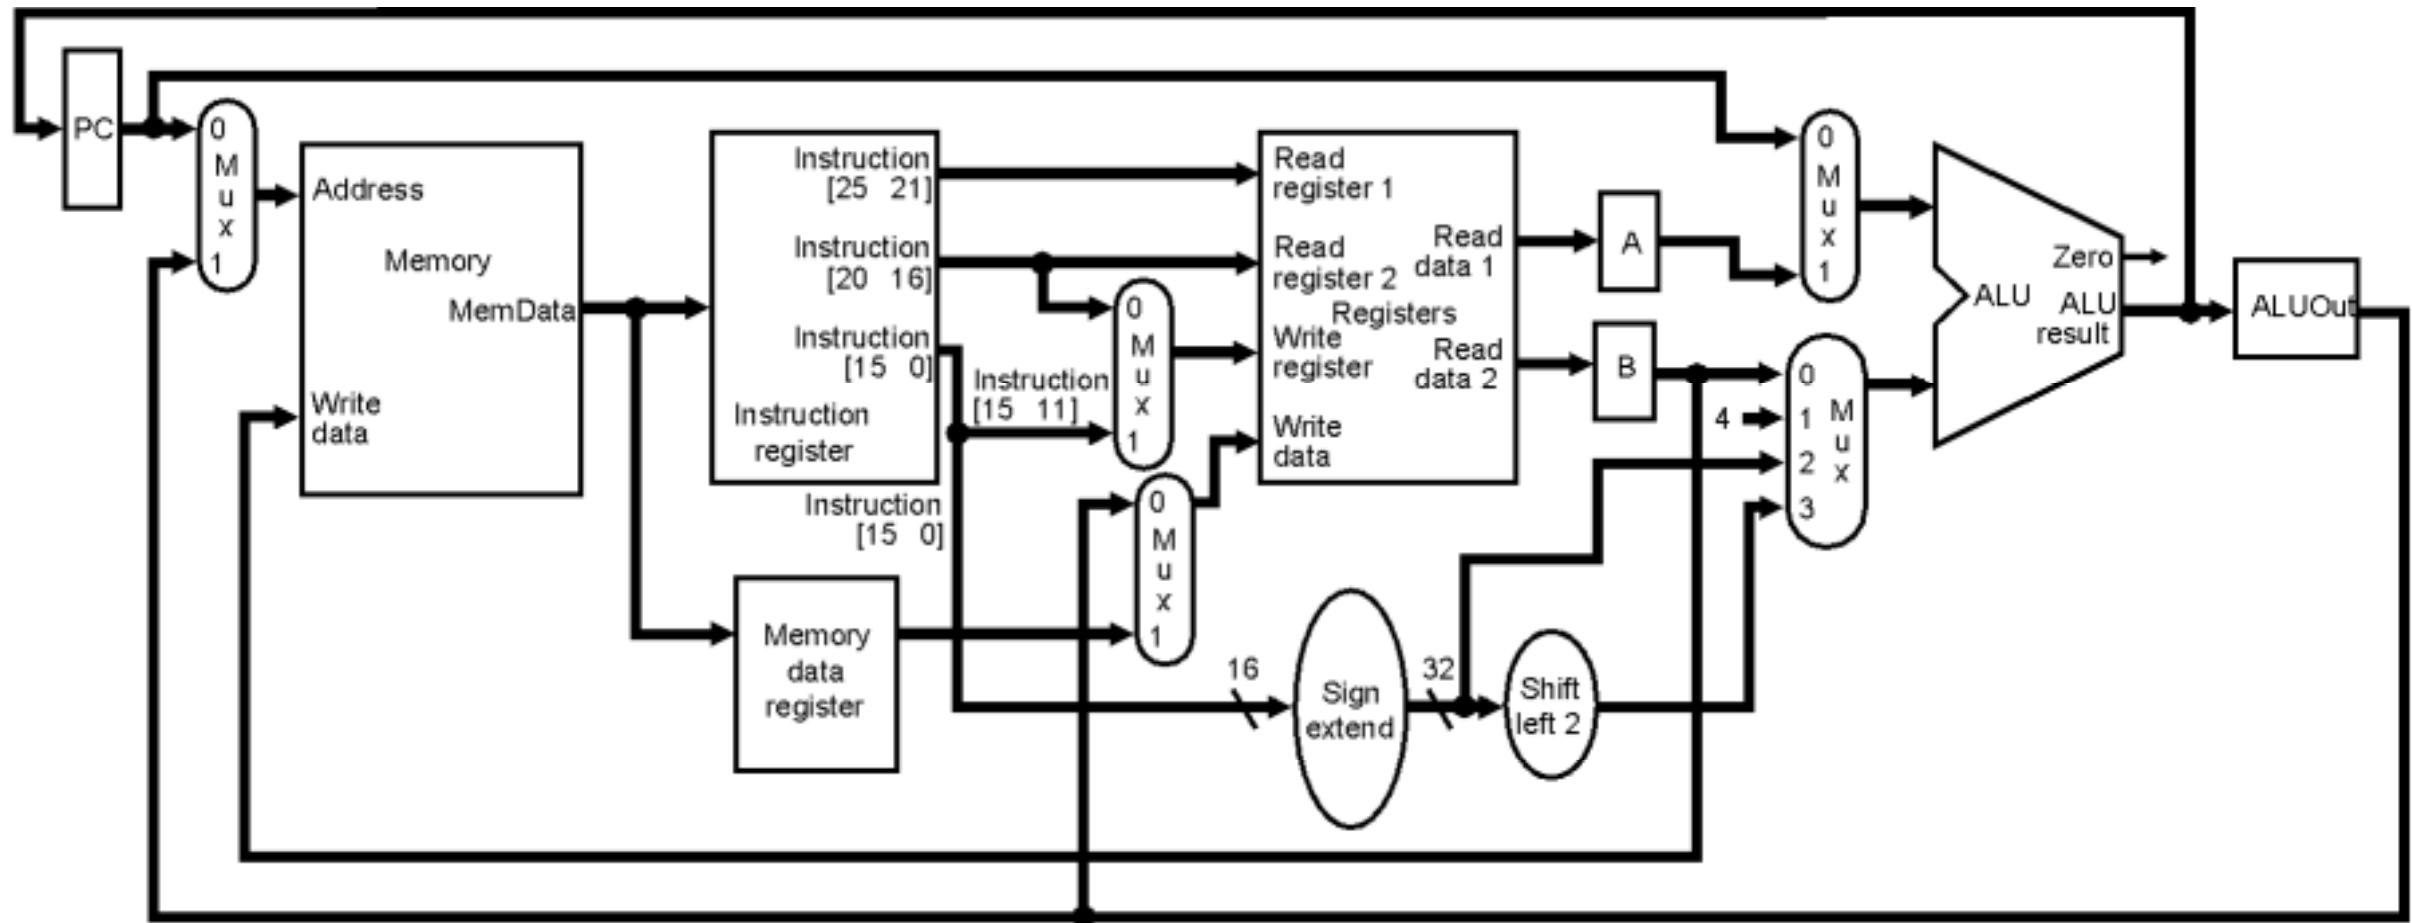 PC
0
M
u
x
1
Address
Memory
MemData
Write
data
Instruction
[25 21]
Instruction
[20 16]
Instruction
[15 0]
Instruction
register
Instruction
[15 0]
Memory
data
register
Instruction
[15 11]
0
M
u
x
1
0
M
u
x
1
Read
register 1
Read
register 2
Registers
Write
register
Write
data
Read
data 1
Read
data 2
16
Sign
extend
32
Shift
left 2
A
B
4
0
M
u
x
1
0
1
2
3
M
u
x
Zero
ALU
ALU
result
ALUOut